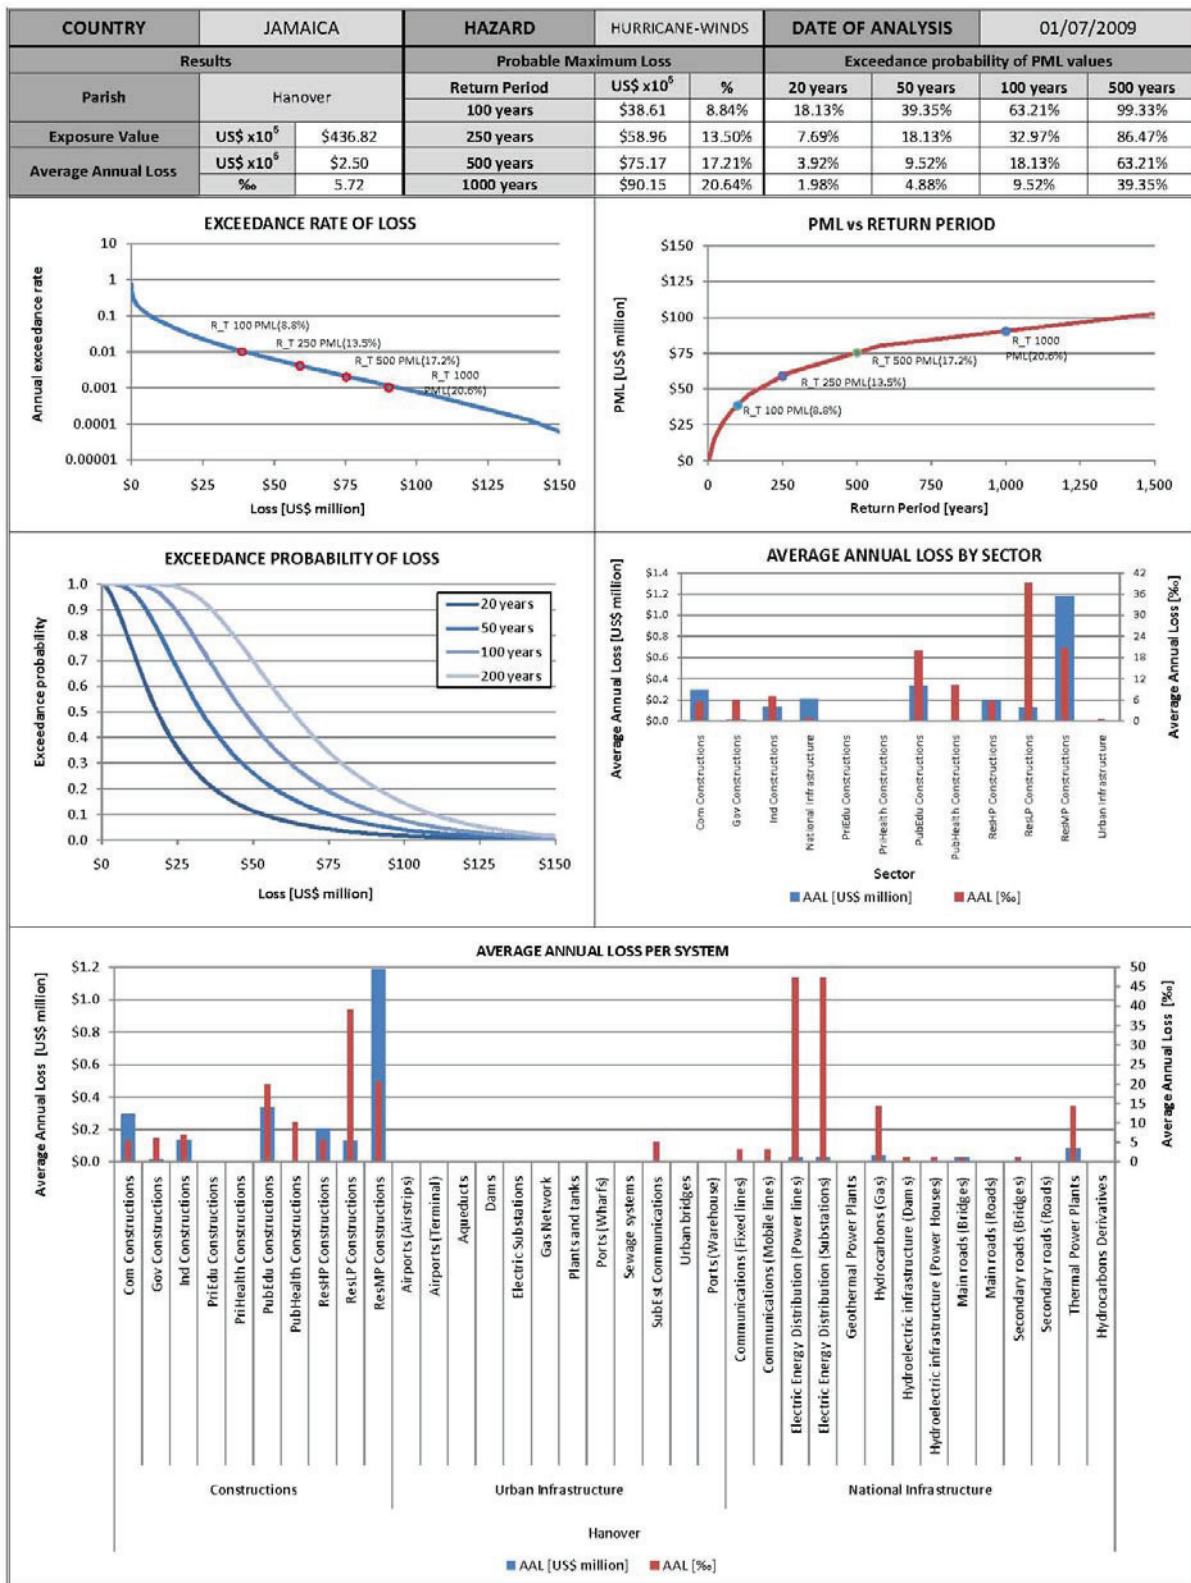 COUNTRY JAMAICA HAZARD HURRICANE-WINDS DATE OF ANALYSIS 01/07/2009
Results Probable Maximum Loss Exceedance probability of PML values
Parish Hanover Return Period US$ x10⁶ % 20 years 50 years 100 years 500 years
100 years $38.61 8.84% 18.13% 39.35% 63.21% 99.33%
Exposure Value US$ x10⁶ $436.82 250 years $58.96 13.50% 7.69% 18.13% 32.97% 86.47%
Average Annual Loss US$ x10⁶ $2.50 500 years $75.17 17.21% 3.92% 9.52% 18.13% 63.21%
‰ 5.72 1000 years $90.15 20.64% 1.98% 4.88% 9.52% 39.35%
EXCEEDANCE RATE OF LOSS
Annual exceedance rate
10
1
0.1
0.01
0.001
0.0001
0.00001
R_T 100 PML(8.8%)
R_T 250 PML(13.5%)
R_T 500 PML(17.2%)
R_T 1000
PML(20.6%)
$0 $25 $50 $75 $100 $125 $150
Loss [US$ million]
PML vs RETURN PERIOD
PML [US$ million]
$150
$125
$100
$75
$50
$25
$0
R_T 1000
PML(20.6%)
R_T 500 PML(17.2%)
R_T 250 PML(13.5%)
R_T 100 PML(8.8%)
0 250 500 750 1,000 1,250 1,500
Return Period [years]
EXCEEDANCE PROBABILITY OF LOSS
Exceedance probability
1.0
0.9
0.8
0.7
0.6
0.5
0.4
0.3
0.2
0.1
0.0
20 years
50 years
100 years
200 years
$0 $25 $50 $75 $100 $125 $150
Loss [US$ million]
AVERAGE ANNUAL LOSS BY SECTOR
Average Annual Loss [US$ million]
$1.4
$1.2
$1.0
$0.8
$0.6
$0.4
$0.2
$0.0
42
36
30
24
18
12
6
0
Average Annual Loss [‰]
Com Constructions
Gov Constructions
Ind Constructions
National Infrastructure
PriEdu Constructions
PriHealth Constructions
PubEdu Constructions
PubHealth Constructions
ResHP Constructions
ResLP Constructions
ResMP Constructions
Urban Infrastructure
Sector
AAL [US$ million] AAL [‰]
AVERAGE ANNUAL LOSS PER SYSTEM
Average Annual Loss [US$ million]
$1.2
$1.0
$0.8
$0.6
$0.4
$0.2
$0.0
50
45
40
35
30
25
20
15
10
5
0
Average Annual Loss [‰]
Com Constructions
Gov Constructions
Ind Constructions
PriEdu Constructions
PriHealth Constructions
PubEdu Constructions
PubHealth Constructions
ResHP Constructions
ResLP Constructions
ResMP Constructions
Airports (Airstrips)
Airports (Terminal)
Aqueducts
Dams
Electric Substations
Gas Network
Plants and tanks
Ports (Wharfs)
Sewage systems
SubEst Communications
Urban bridges
Ports (Warehouse)
Communications (Fixed lines)
Communications (Mobile lines)
Electric Energy Distribution (Power lines)
Electric Energy Distribution (Substations)
Geothermal Power Plants
Hydrocarbons (Gas)
Hydroelectric infrastructure (Dams)
Hydroelectric infrastructure (Power Houses)
Main roads (Bridges)
Main roads (Roads)
Secondary roads (Bridges)
Secondary roads (Roads)
Thermal Power Plants
Hydrocarbons Derivatives
Constructions Urban Infrastructure National Infrastructure
Hanover
AAL [US$ million] AAL [‰]